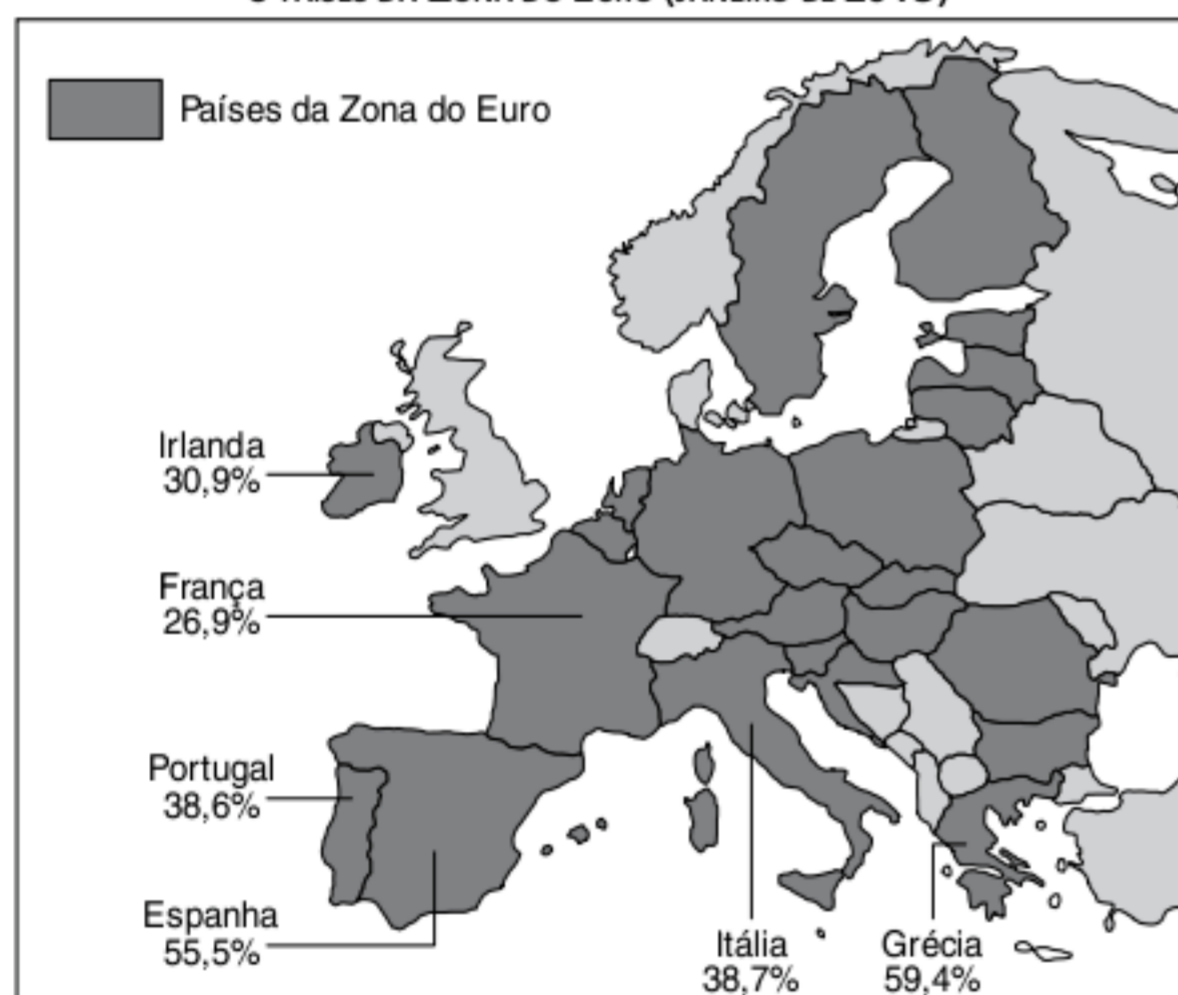 Países da Zona do Euro
Irlanda
30,9%
França
26,9%
Portugal
38,6%
Espanha
55,5%
Itália
38,7%
Grécia
59,4%